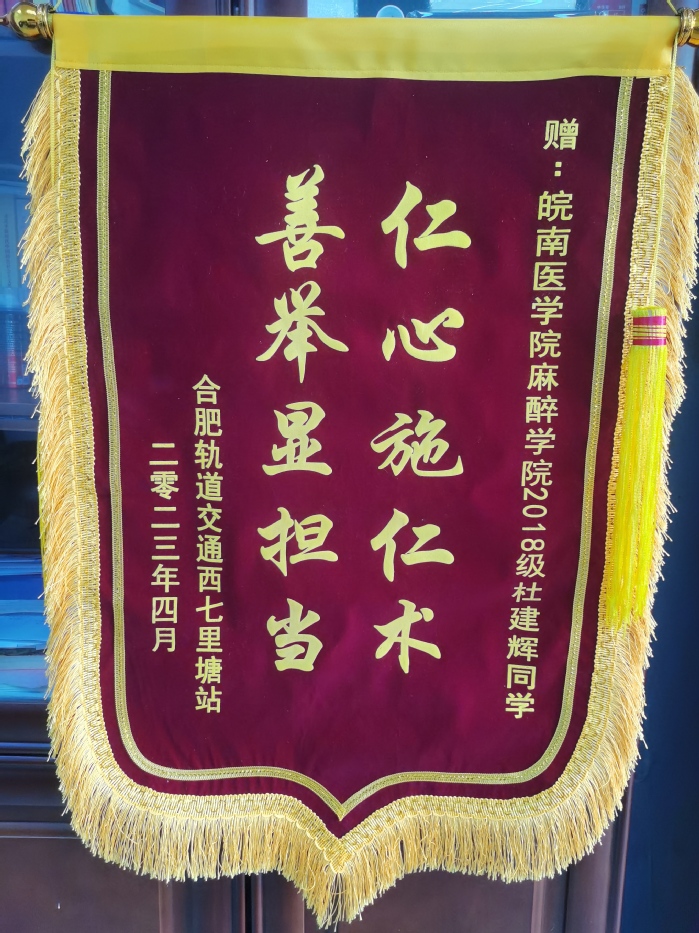 赠：皖南医学院麻醉学院2018级杜建辉同学
仁心施仁术
善举显担当
合肥轨道交通西七里塘站
二零二三年四月